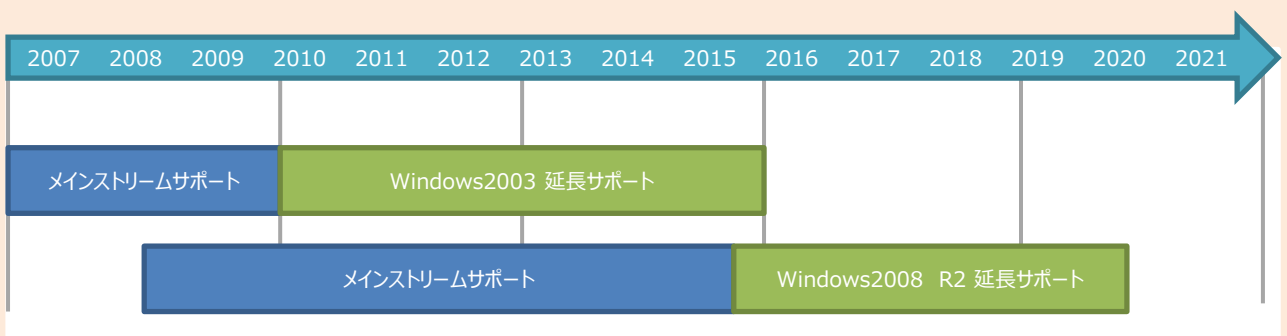 2007 2008 2009 2010 2011 2012 2013 2014 2015 2016 2017 2018 2019 2020 2021
メインストリームサポート Windows2003 延長サポート
メインストリームサポート Windows2008 R2 延長サポート